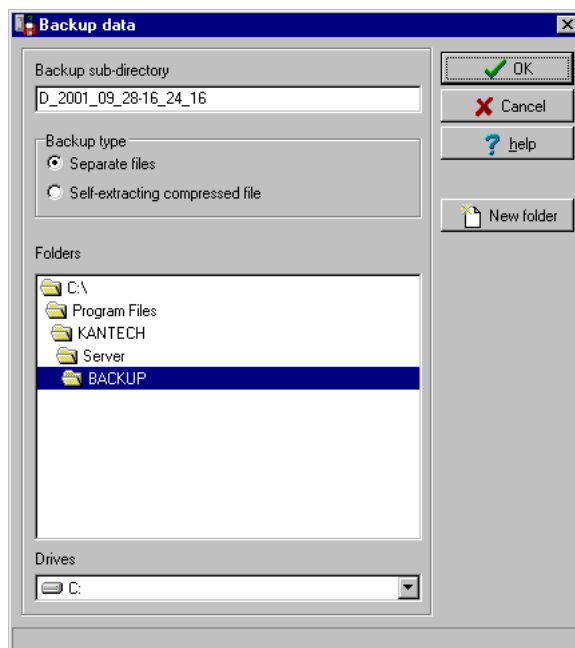 Backup data
Backup sub-directory
D_2001_09_28-16_24_16
Backup type
Separate files
Self-extracting compressed file
Folders
C:\
Program Files
KANTECH
Server
BACKUP
Drives
C:
OK
Cancel
help
New folder